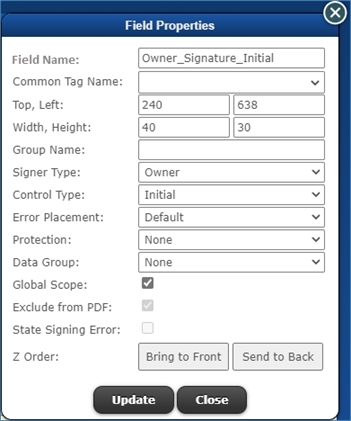 Field Properties
Field Name: Owner_Signature_Initial
Common Tag Name:
Top, Left: 240 638
Width, Height: 40 30
Group Name:
Signer Type: Owner
Control Type: Initial
Error Placement: Default
Protection: None
Data Group: None
Global Scope:
Exclude from PDF:
State Signing Error:
Z Order: Bring to Front Send to Back
Update Close